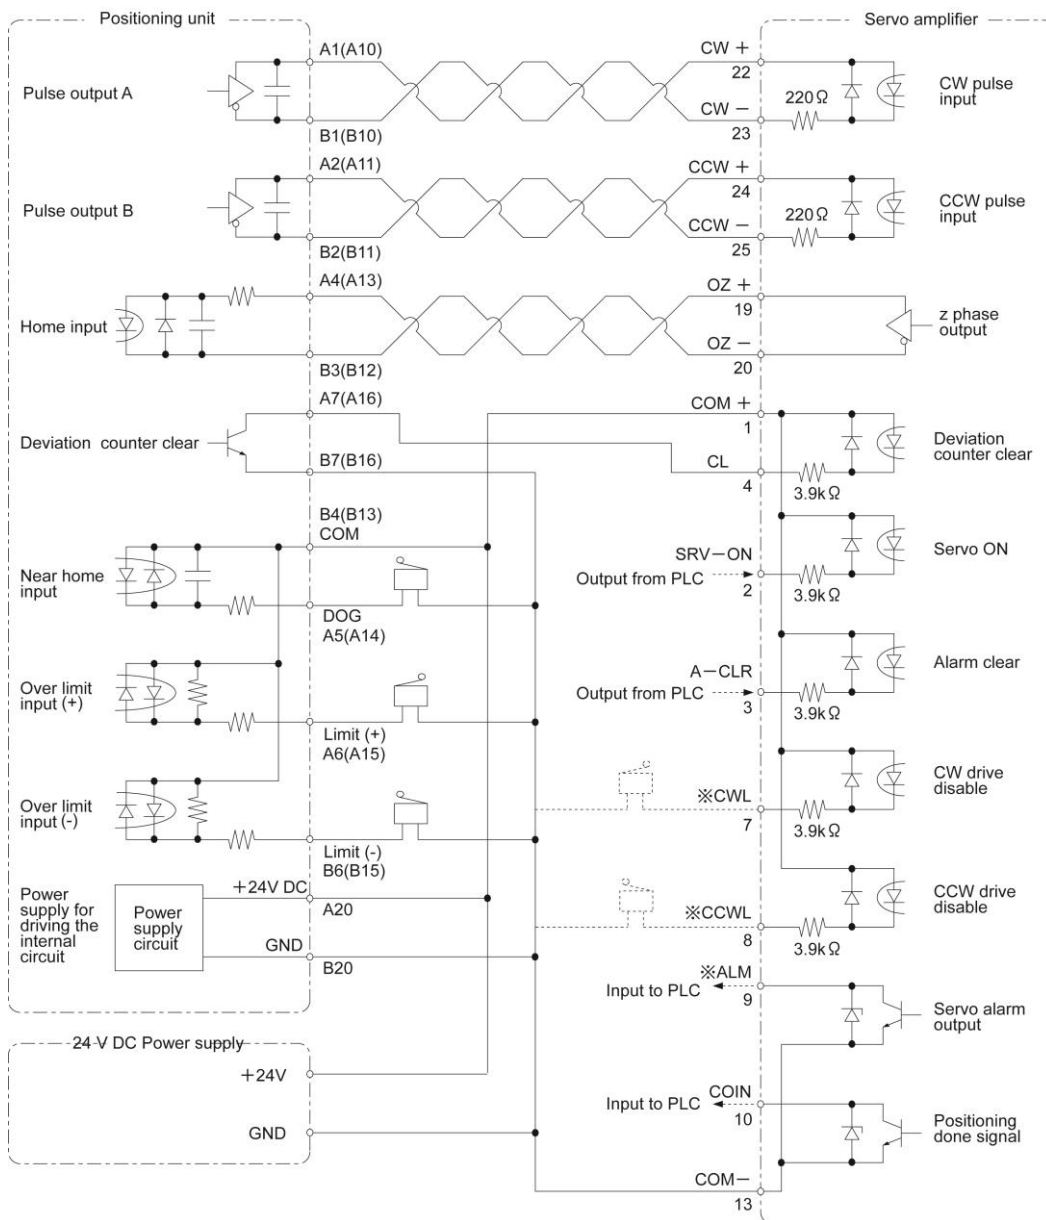 Positioning unit
Servo amplifier
Pulse output A
A1(A10)
B1(B10)
CW +
22
CW −
23
220Ω
CW pulse
input
Pulse output B
A2(A11)
B2(B11)
CCW +
24
CCW −
25
220Ω
CCW pulse
input
Home input
A4(A13)
B3(B12)
OZ +
19
OZ −
20
z phase
output
Deviation counter clear
A7(A16)
B7(B16)
COM +
1
CL
4
3.9kΩ
Deviation
counter clear
B4(B13)
COM
Near home
input
DOG
A5(A14)
SRV−ON
Output from PLC
2
3.9kΩ
Servo ON
Over limit
input (+)
Limit (+)
A6(A15)
A−CLR
Output from PLC
3
3.9kΩ
Alarm clear
Over limit
input (-)
Limit (-)
B6(B15)
※CWL
7
3.9kΩ
CW drive
disable
Power
supply for
driving the
internal
circuit
Power
supply
circuit
+24V DC
A20
GND
B20
※CCWL
8
3.9kΩ
CCW drive
disable
※ALM
Input to PLC
9
Servo alarm
output
24 V DC Power supply
+24V
GND
COIN
Input to PLC
10
Positioning
done signal
COM−
13